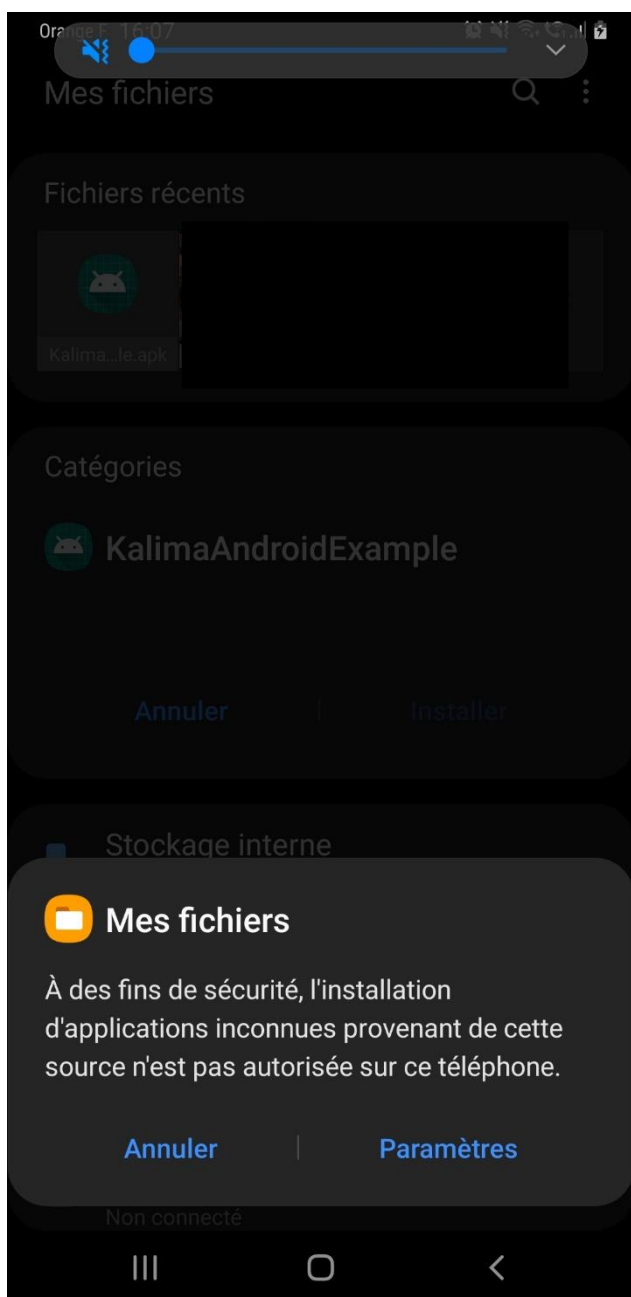 Orange F 16:07
Mes fichiers
Fichiers récents
Kalima...le.apk
Catégories
KalimaAndroidExample
Annuler
Installer
Stockage interne
Mes fichiers
À des fins de sécurité, l'installation
d'applications inconnues provenant de cette
source n'est pas autorisée sur ce téléphone.
Annuler
Paramètres
Non connecté